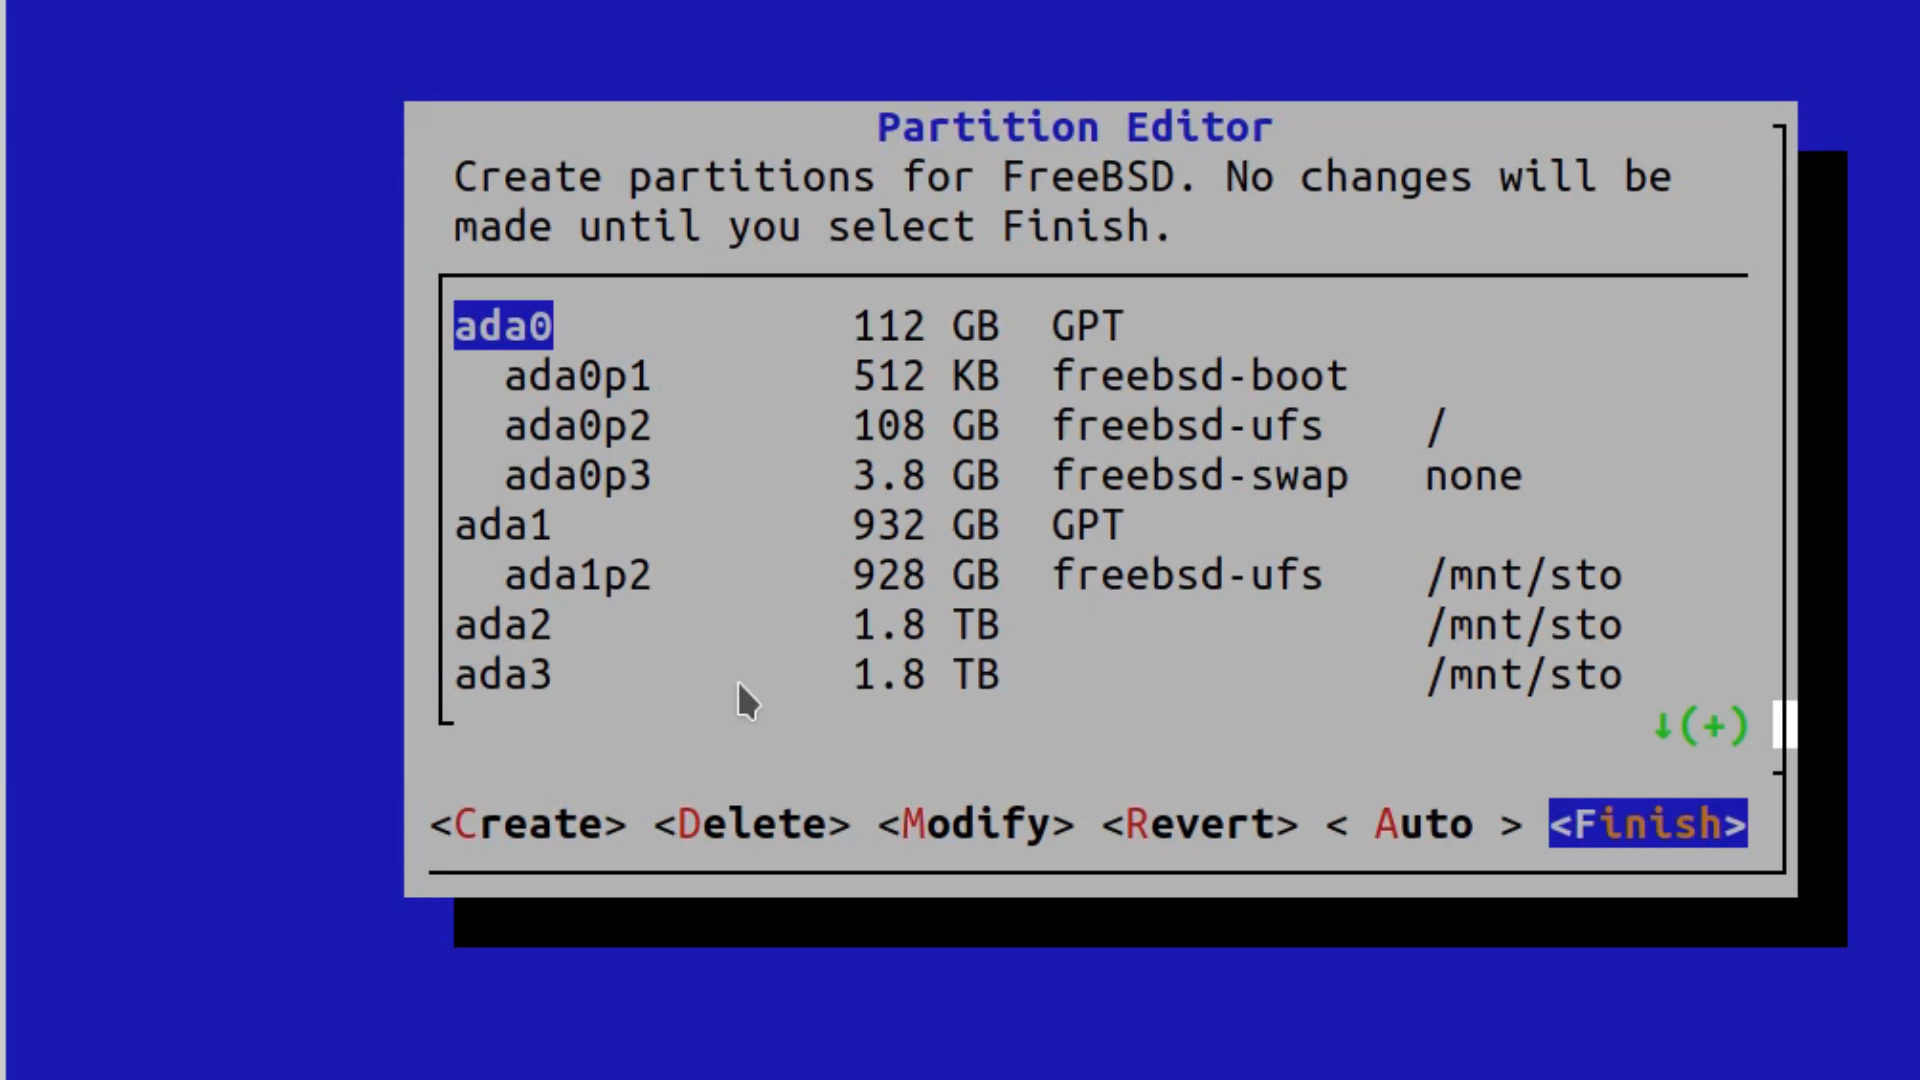 Partition Editor
Create partitions for FreeBSD. No changes will be
made until you select Finish.
ada0 112 GB GPT
ada0p1 512 KB freebsd-boot
ada0p2 108 GB freebsd-ufs /
ada0p3 3.8 GB freebsd-swap none
ada1 932 GB GPT
ada1p2 928 GB freebsd-ufs /mnt/sto
ada2 1.8 TB /mnt/sto
ada3 1.8 TB /mnt/sto
↓(+)
<Create> <Delete> <Modify> <Revert> < Auto > <Finish>